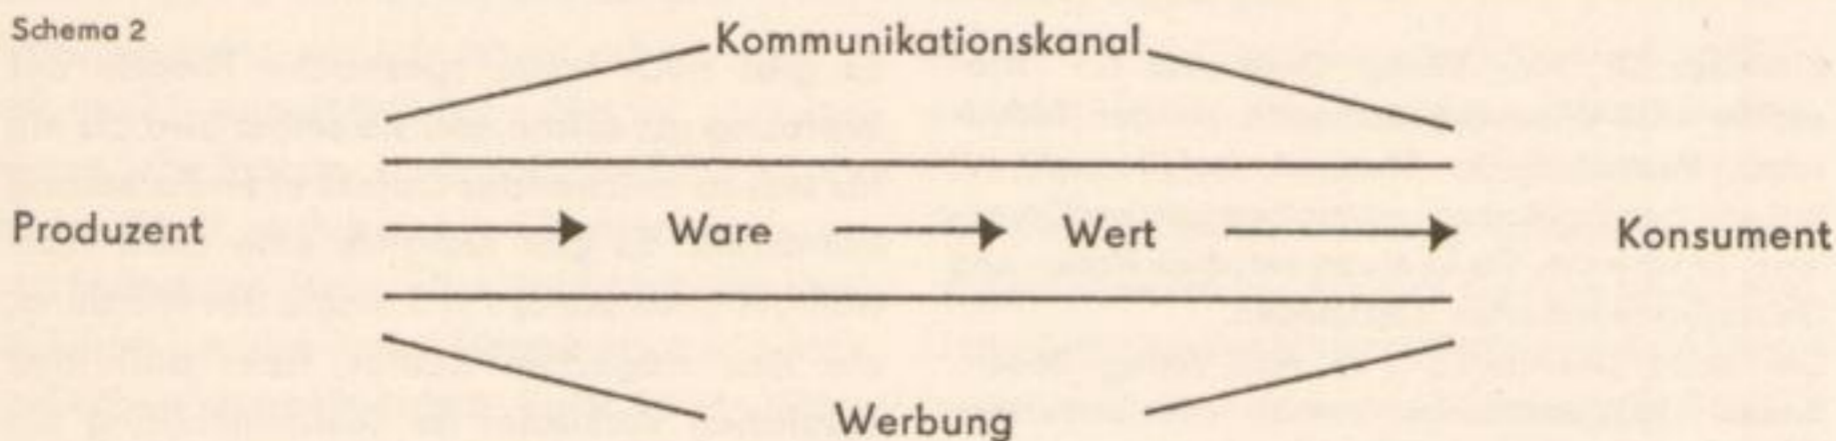 Schema 2
Kommunikationskanal
Produzent Ware Wert Konsument
Werbung